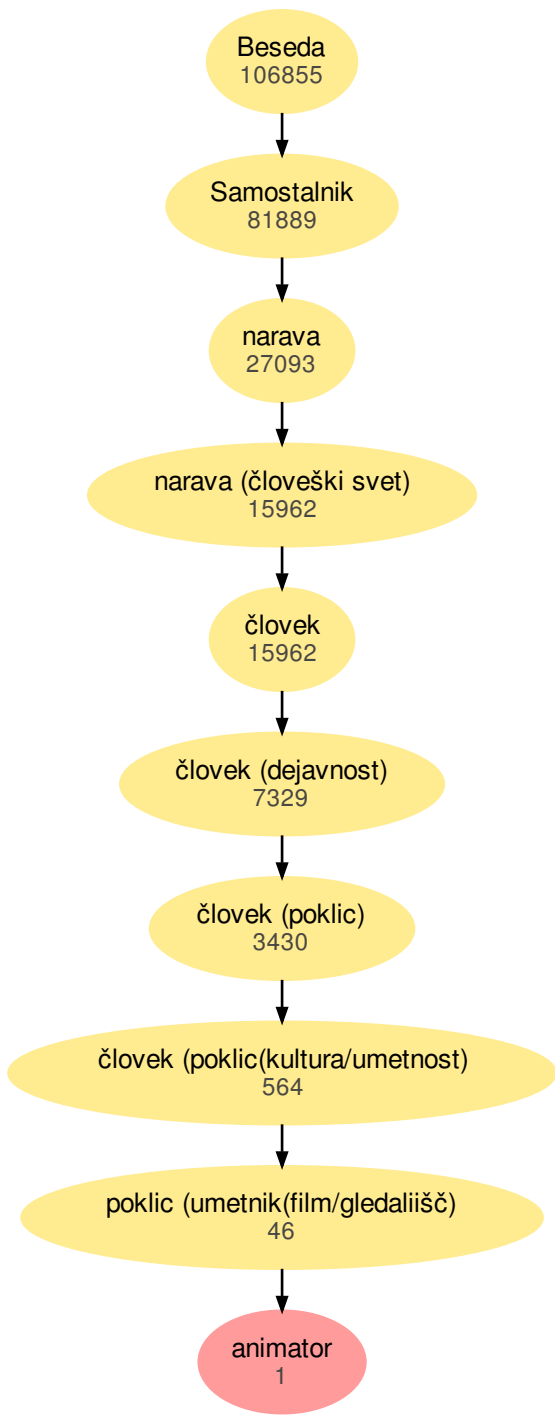 Beseda
106855
Samostalnik
81889
narava
27093
narava (človeški svet)
15962
človek
15962
človek (dejavnost)
7329
človek (poklic)
3430
človek (poklic(kultura/umetnost)
564
poklic (umetnik(film/gledaliišč)
46
animator
1